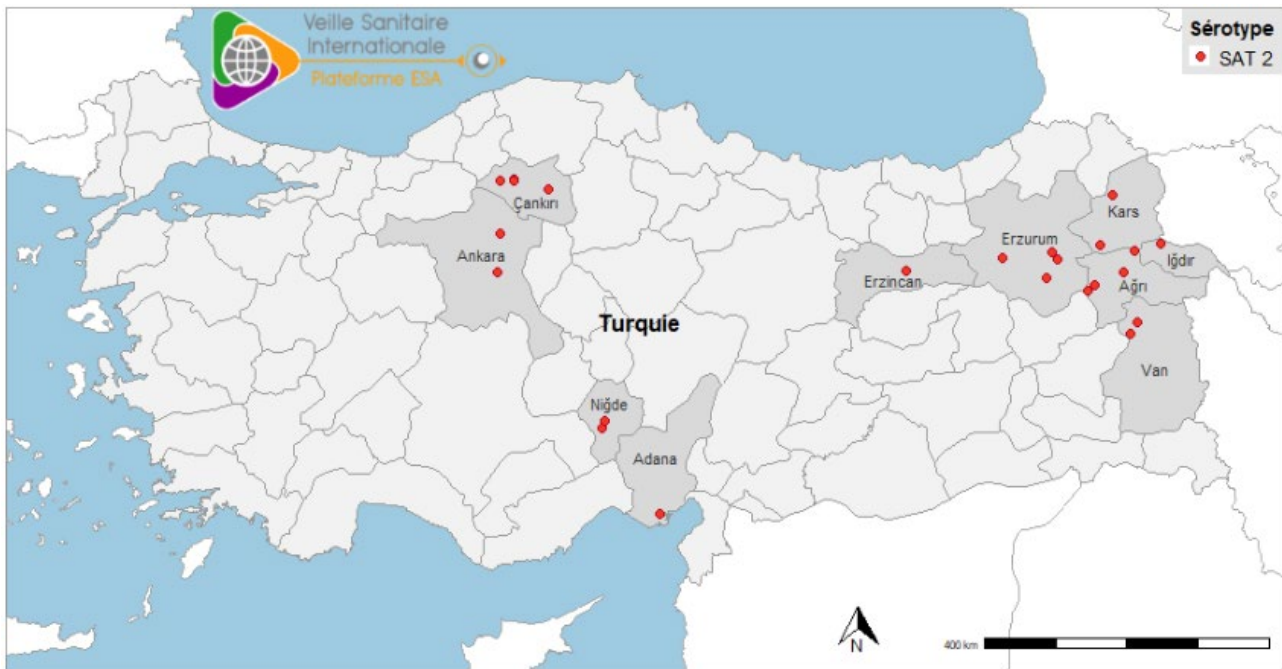 Veille Sanitaire
Internationale
Plateforme ESA
Sérotype
SAT 2
Çankırı
Kars
Ankara
Erzurum
Iğdır
Erzincan
Ağrı
Turquie
Van
Niğde
Adana
N
400 km